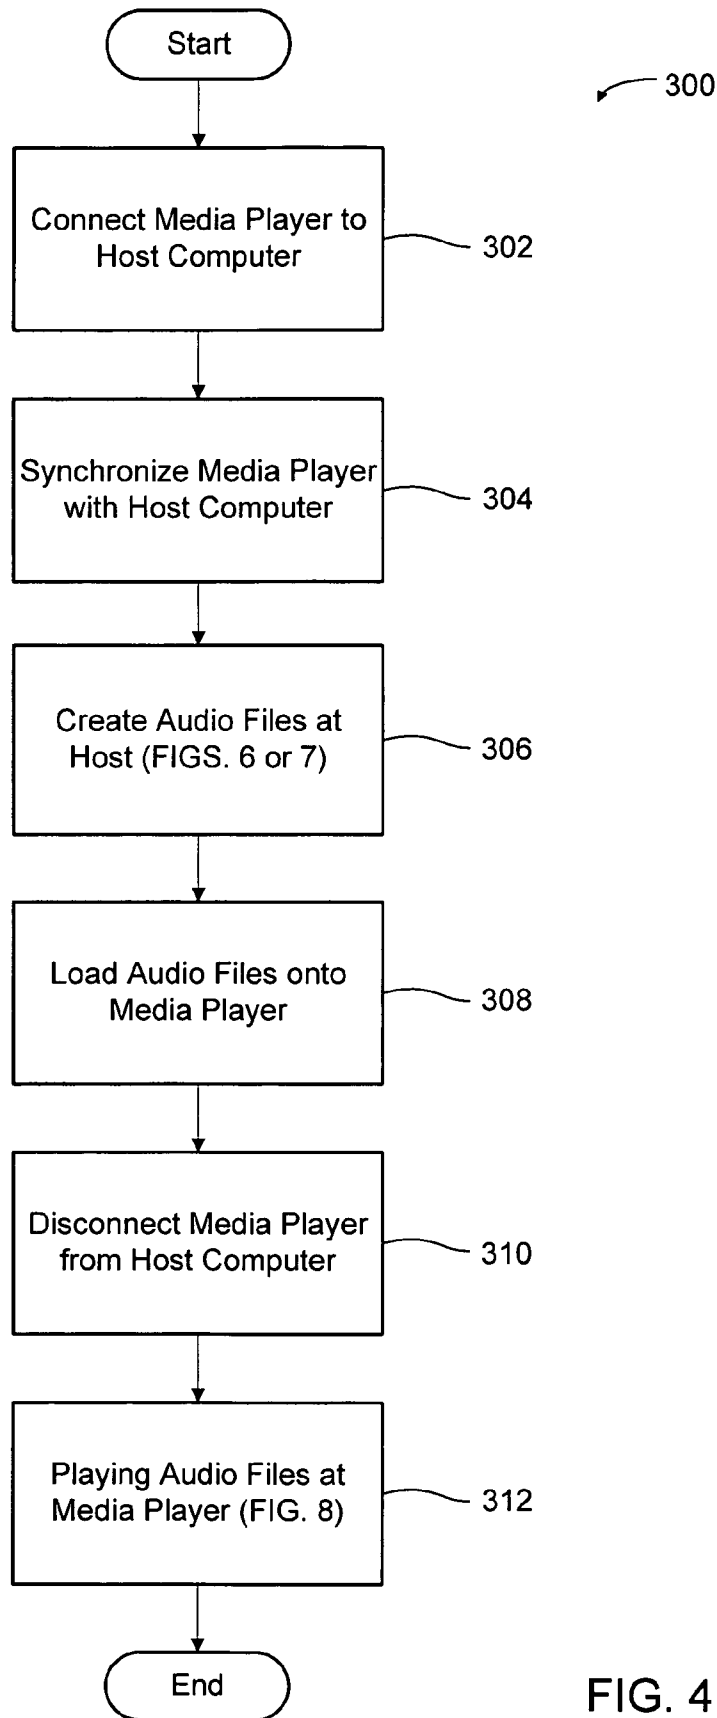 Start
300
Connect Media Player to
Host Computer
302
Synchronize Media Player
with Host Computer
304
Create Audio Files at
Host (FIGS. 6 or 7)
306
Load Audio Files onto
Media Player
308
Disconnect Media Player
from Host Computer
310
Playing Audio Files at
Media Player (FIG. 8)
312
End
FIG. 4